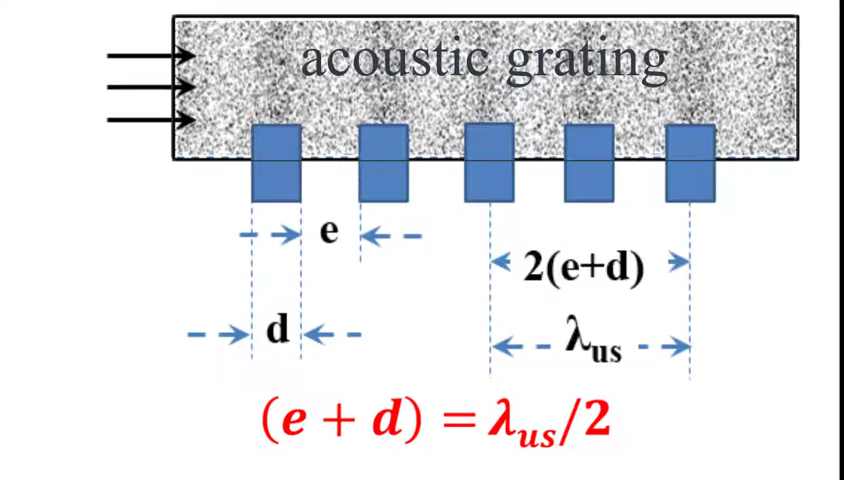 acoustic grating
e
2(e+d)
d
λus
(e + d) = λus/2